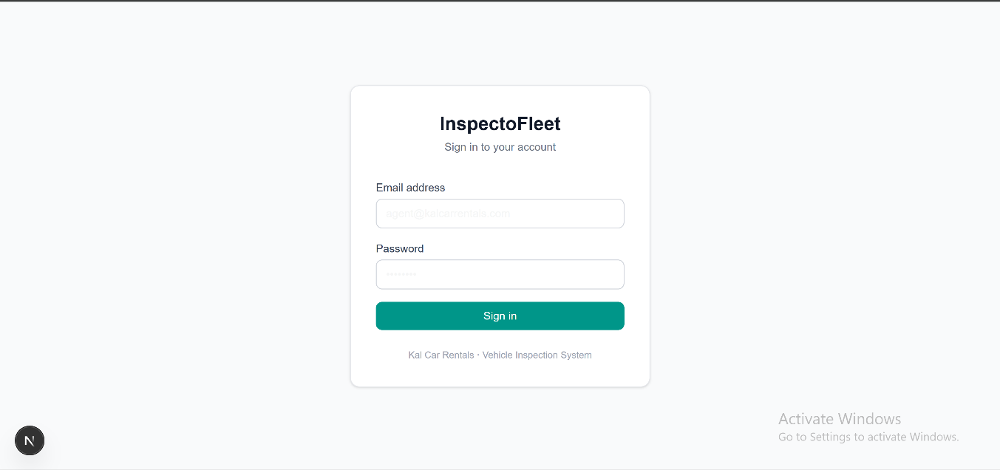 InspectoFleet
Sign in to your account
Email address
agent@kalcarrentals.com
Password
••••••••
Sign in
Kal Car Rentals · Vehicle Inspection System
N
Activate Windows
Go to Settings to activate Windows.